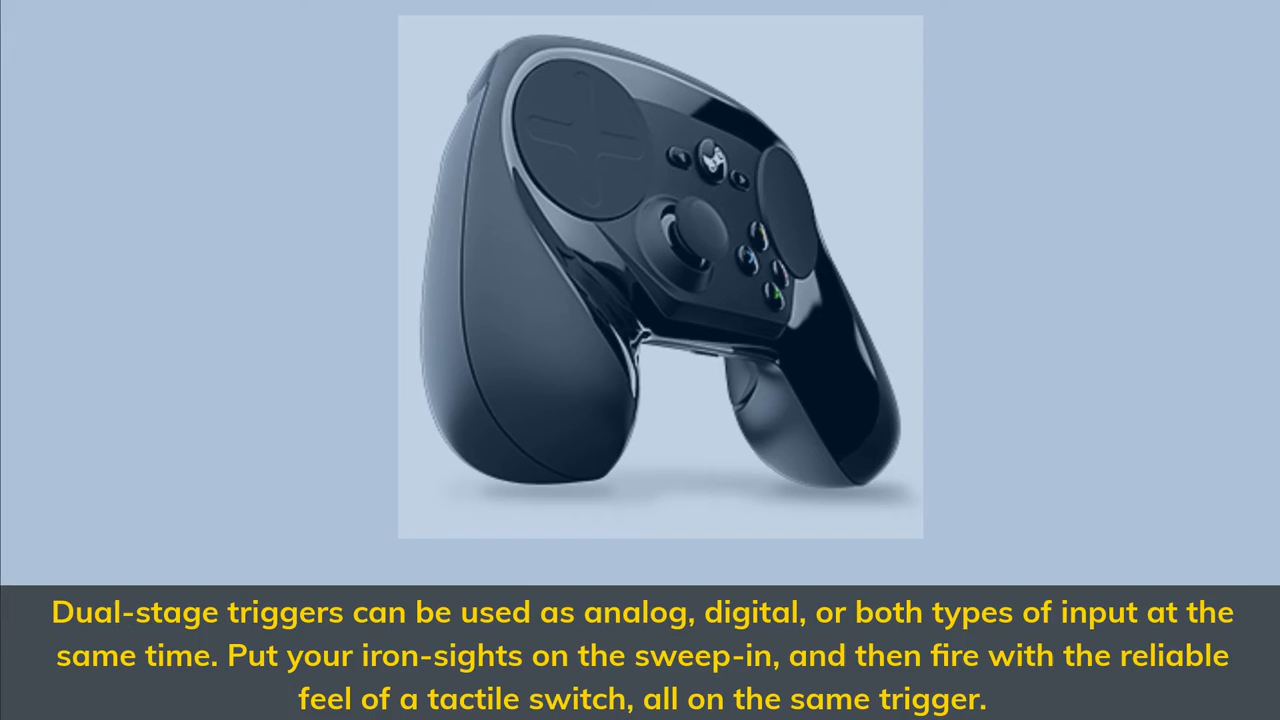 Dual-stage triggers can be used as analog, digital, or both types of input at the
same time. Put your iron-sights on the sweep-in, and then fire with the reliable
feel of a tactile switch, all on the same trigger.